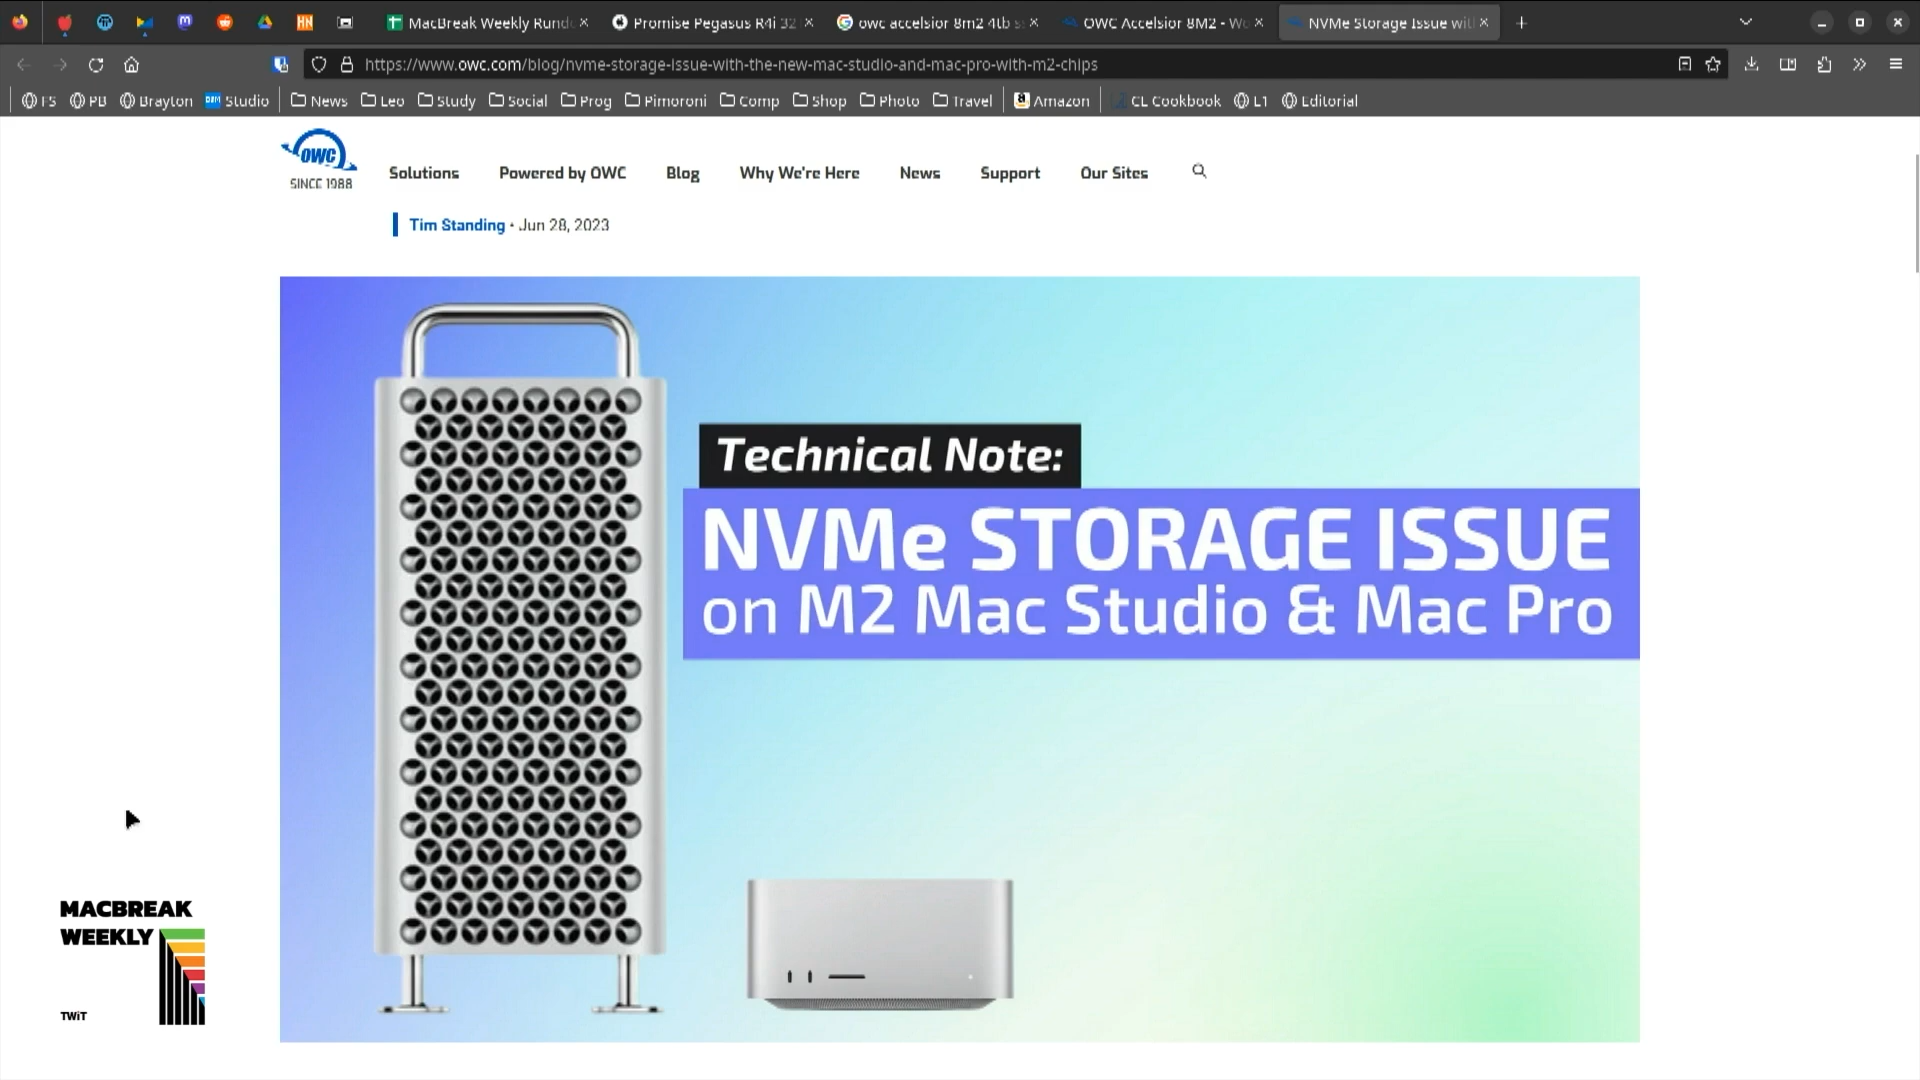 MacBreak Weekly Rund
Promise Pegasus R4i 32
owc accelsior 8m2 4tb s
OWC Accelsior 8M2 - Wo
NVMe Storage Issue wit
https://www.owc.com/blog/nvme-storage-issue-with-the-new-mac-studio-and-mac-pro-with-m2-chips
FS PB Brayton Studio News Leo Study Social Prog Pimoroni Comp Shop Photo Travel Amazon CL Cookbook L1 Editorial
OWC
SINCE 1988
Solutions Powered by OWC Blog Why We're Here News Support Our Sites
Tim Standing • Jun 28, 2023
Technical Note:
NVMe STORAGE ISSUE
on M2 Mac Studio & Mac Pro
MACBREAK
WEEKLY
TWiT